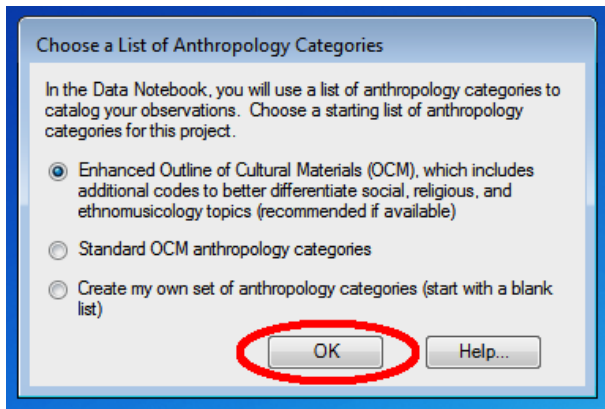 Choose a List of Anthropology Categories
In the Data Notebook, you will use a list of anthropology categories to
catalog your observations.  Choose a starting list of anthropology
categories for this project.
Enhanced Outline of Cultural Materials (OCM), which includes
additional codes to better differentiate social, religious, and
ethnomusicology topics (recommended if available)
Standard OCM anthropology categories
Create my own set of anthropology categories (start with a blank
list)
OK Help...